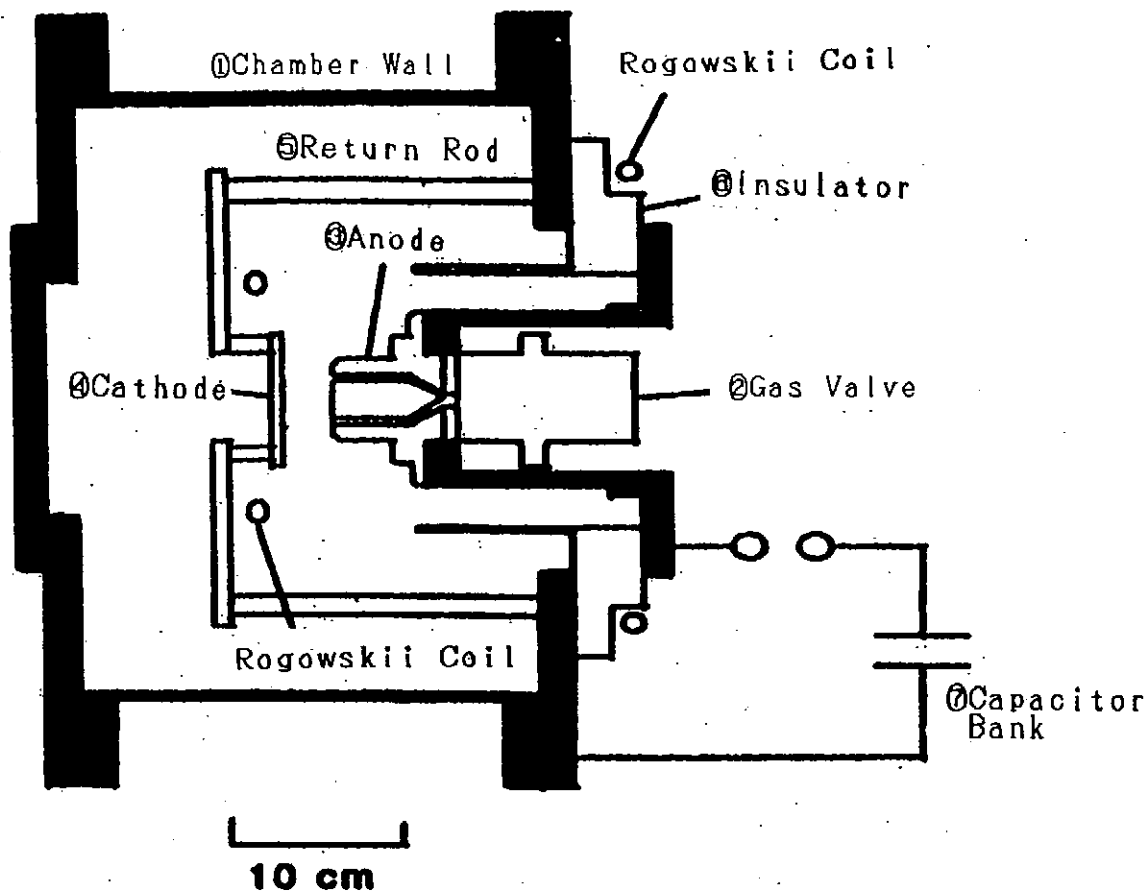 ①Chamber Wall
Rogowskii Coil
⑤Return Rod
⑥Insulator
③Anode
④Cathode
②Gas Valve
Rogowskii Coil
⑦Capacitor
Bank
10 cm